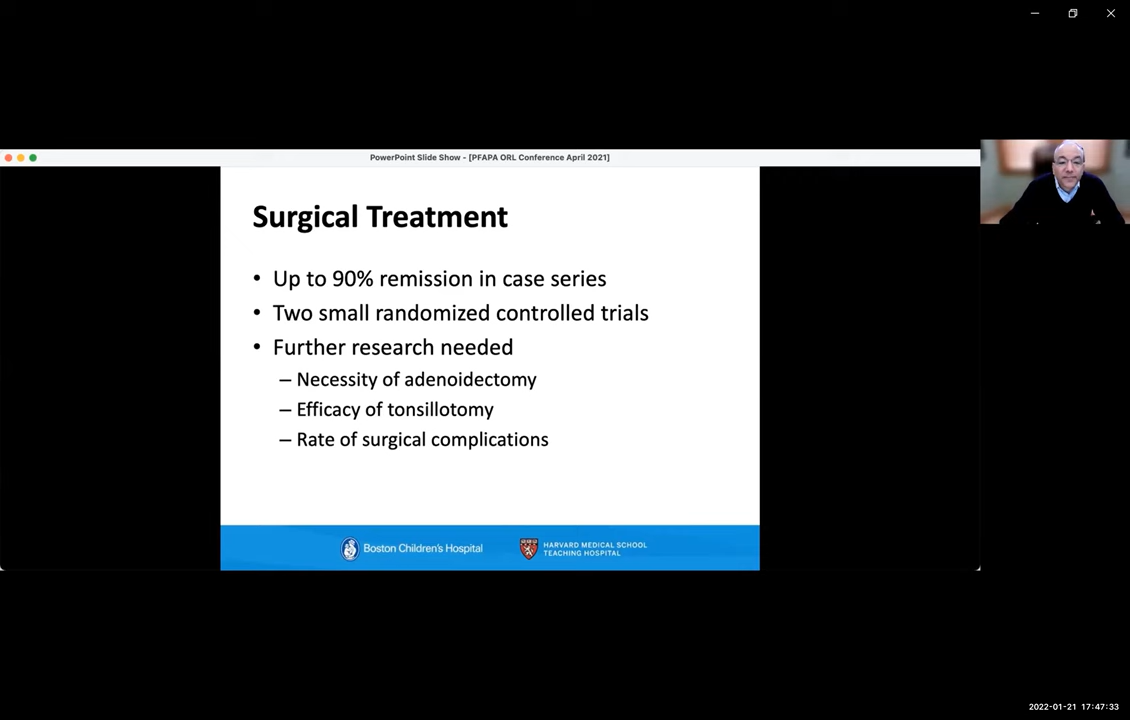 PowerPoint Slide Show - [PFAPA ORL Conference April 2021]
Surgical Treatment
• Up to 90% remission in case series
• Two small randomized controlled trials
• Further research needed
– Necessity of adenoidectomy
– Efficacy of tonsillotomy
– Rate of surgical complications
Boston Children's Hospital
HARVARD MEDICAL SCHOOL
TEACHING HOSPITAL
2022-01-21 17:47:33